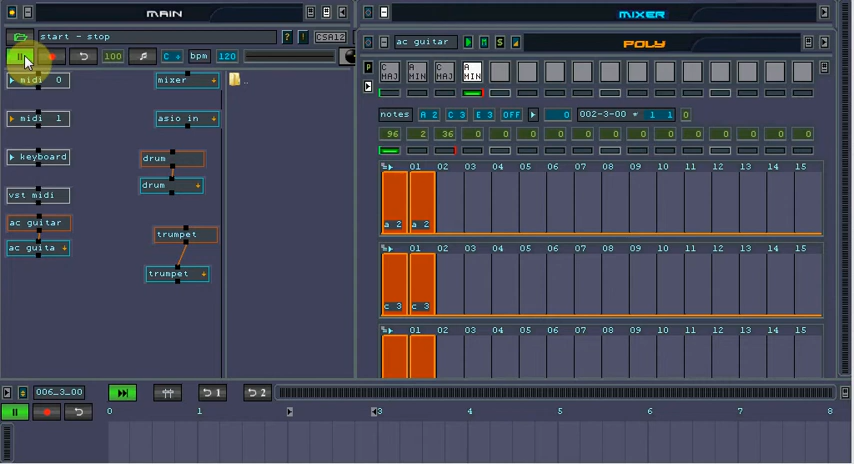 MAIN
start - stop ? ! CSA12
100 C + bpm 120
midi 0 mixer
midi 1 asio in
keyboard
drum
vst midi drum
ac guitar
trumpet
ac guita
trumpet
MIXER
ac guitar M S POLY
P C MAJ A MIN C MAJ A MIN
notes A 2 C 3 E 3 OFF 0 002-3-00 1 1 0
96 2 36 0 0 0 0 0 0 0 0 0 0 0 0 0
% 01 02 03 04 05 06 07 08 09 10 11 12 13 14 15
a 2 a 2
% 01 02 03 04 05 06 07 08 09 10 11 12 13 14 15
c 3 c 3
% 01 02 03 04 05 06 07 08 09 10 11 12 13 14 15
006_3_00 1 2
0 1 3 4 5 6 7 8